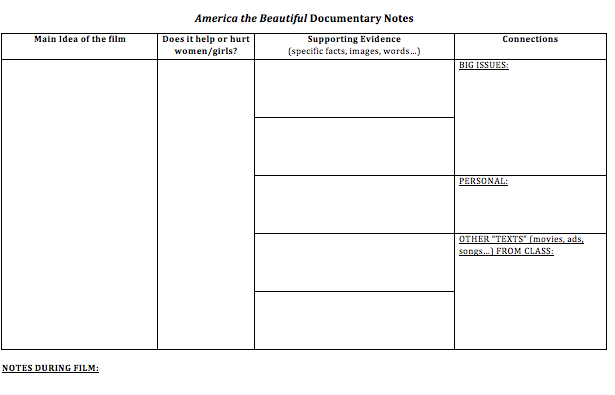 America the Beautiful Documentary Notes
Main Idea of the film
Does it help or hurt
women/girls?
Supporting Evidence
(specific facts, images, words...)
Connections
BIG ISSUES:
PERSONAL:
OTHER "TEXTS" (movies, ads,
songs...) FROM CLASS:
NOTES DURING FILM: